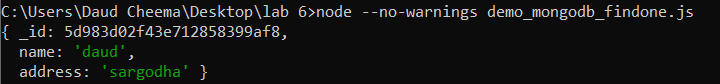 C:\Users\Daud Cheema\Desktop\lab 6>node --no-warnings demo_mongodb_findone.js
{ _id: 5d983d02f43e712858399af8,
  name: 'daud',
  address: 'sargodha' }